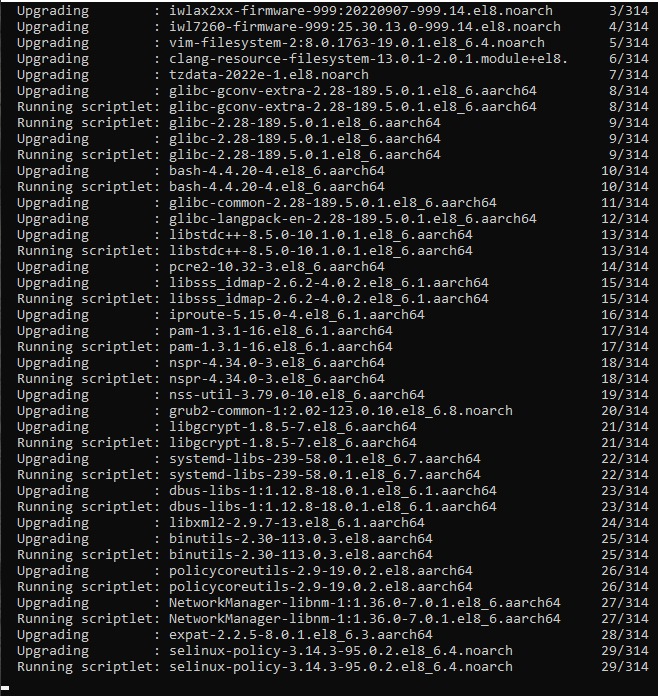 Upgrading        : iwlax2xx-firmware-999:20220907-999.14.el8.noarch       3/314
Upgrading        : iwl7260-firmware-999:25.30.13.0-999.14.el8.noarch      4/314
Upgrading        : vim-filesystem-2:8.0.1763-19.0.1.el8_6.4.noarch        5/314
Upgrading        : clang-resource-filesystem-13.0.1-2.0.1.module+el8.     6/314
Upgrading        : tzdata-2022e-1.el8.noarch                              7/314
Upgrading        : glibc-gconv-extra-2.28-189.5.0.1.el8_6.aarch64         8/314
Running scriptlet: glibc-gconv-extra-2.28-189.5.0.1.el8_6.aarch64         8/314
Running scriptlet: glibc-2.28-189.5.0.1.el8_6.aarch64                     9/314
Upgrading        : glibc-2.28-189.5.0.1.el8_6.aarch64                     9/314
Running scriptlet: glibc-2.28-189.5.0.1.el8_6.aarch64                     9/314
Upgrading        : bash-4.4.20-4.el8_6.aarch64                           10/314
Running scriptlet: bash-4.4.20-4.el8_6.aarch64                           10/314
Upgrading        : glibc-common-2.28-189.5.0.1.el8_6.aarch64             11/314
Upgrading        : glibc-langpack-en-2.28-189.5.0.1.el8_6.aarch64        12/314
Upgrading        : libstdc++-8.5.0-10.1.0.1.el8_6.aarch64                13/314
Running scriptlet: libstdc++-8.5.0-10.1.0.1.el8_6.aarch64                13/314
Upgrading        : pcre2-10.32-3.el8_6.aarch64                           14/314
Upgrading        : libsss_idmap-2.6.2-4.0.2.el8_6.1.aarch64              15/314
Running scriptlet: libsss_idmap-2.6.2-4.0.2.el8_6.1.aarch64              15/314
Upgrading        : iproute-5.15.0-4.el8_6.1.aarch64                      16/314
Upgrading        : pam-1.3.1-16.el8_6.1.aarch64                          17/314
Running scriptlet: pam-1.3.1-16.el8_6.1.aarch64                          17/314
Upgrading        : nspr-4.34.0-3.el8_6.aarch64                           18/314
Running scriptlet: nspr-4.34.0-3.el8_6.aarch64                           18/314
Upgrading        : nss-util-3.79.0-10.el8_6.aarch64                      19/314
Upgrading        : grub2-common-1:2.02-123.0.10.el8_6.8.noarch           20/314
Upgrading        : libgcrypt-1.8.5-7.el8_6.aarch64                       21/314
Running scriptlet: libgcrypt-1.8.5-7.el8_6.aarch64                       21/314
Upgrading        : systemd-libs-239-58.0.1.el8_6.7.aarch64               22/314
Running scriptlet: systemd-libs-239-58.0.1.el8_6.7.aarch64               22/314
Upgrading        : dbus-libs-1:1.12.8-18.0.1.el8_6.1.aarch64             23/314
Running scriptlet: dbus-libs-1:1.12.8-18.0.1.el8_6.1.aarch64             23/314
Upgrading        : libxml2-2.9.7-13.el8_6.1.aarch64                      24/314
Upgrading        : binutils-2.30-113.0.3.el8.aarch64                     25/314
Running scriptlet: binutils-2.30-113.0.3.el8.aarch64                     25/314
Upgrading        : policycoreutils-2.9-19.0.2.el8.aarch64                26/314
Running scriptlet: policycoreutils-2.9-19.0.2.el8.aarch64                26/314
Upgrading        : NetworkManager-libnm-1:1.36.0-7.0.1.el8_6.aarch64     27/314
Running scriptlet: NetworkManager-libnm-1:1.36.0-7.0.1.el8_6.aarch64     27/314
Upgrading        : expat-2.2.5-8.0.1.el8_6.3.aarch64                     28/314
Upgrading        : selinux-policy-3.14.3-95.0.2.el8_6.4.noarch           29/314
Running scriptlet: selinux-policy-3.14.3-95.0.2.el8_6.4.noarch           29/314